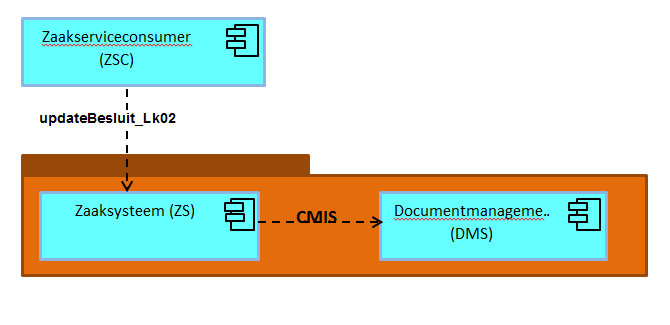 Zaakserviceconsumer
(ZSC)
updateBesluit_Lk02
Zaaksysteem (ZS)
CMIS
Documentmanageme..
(DMS)